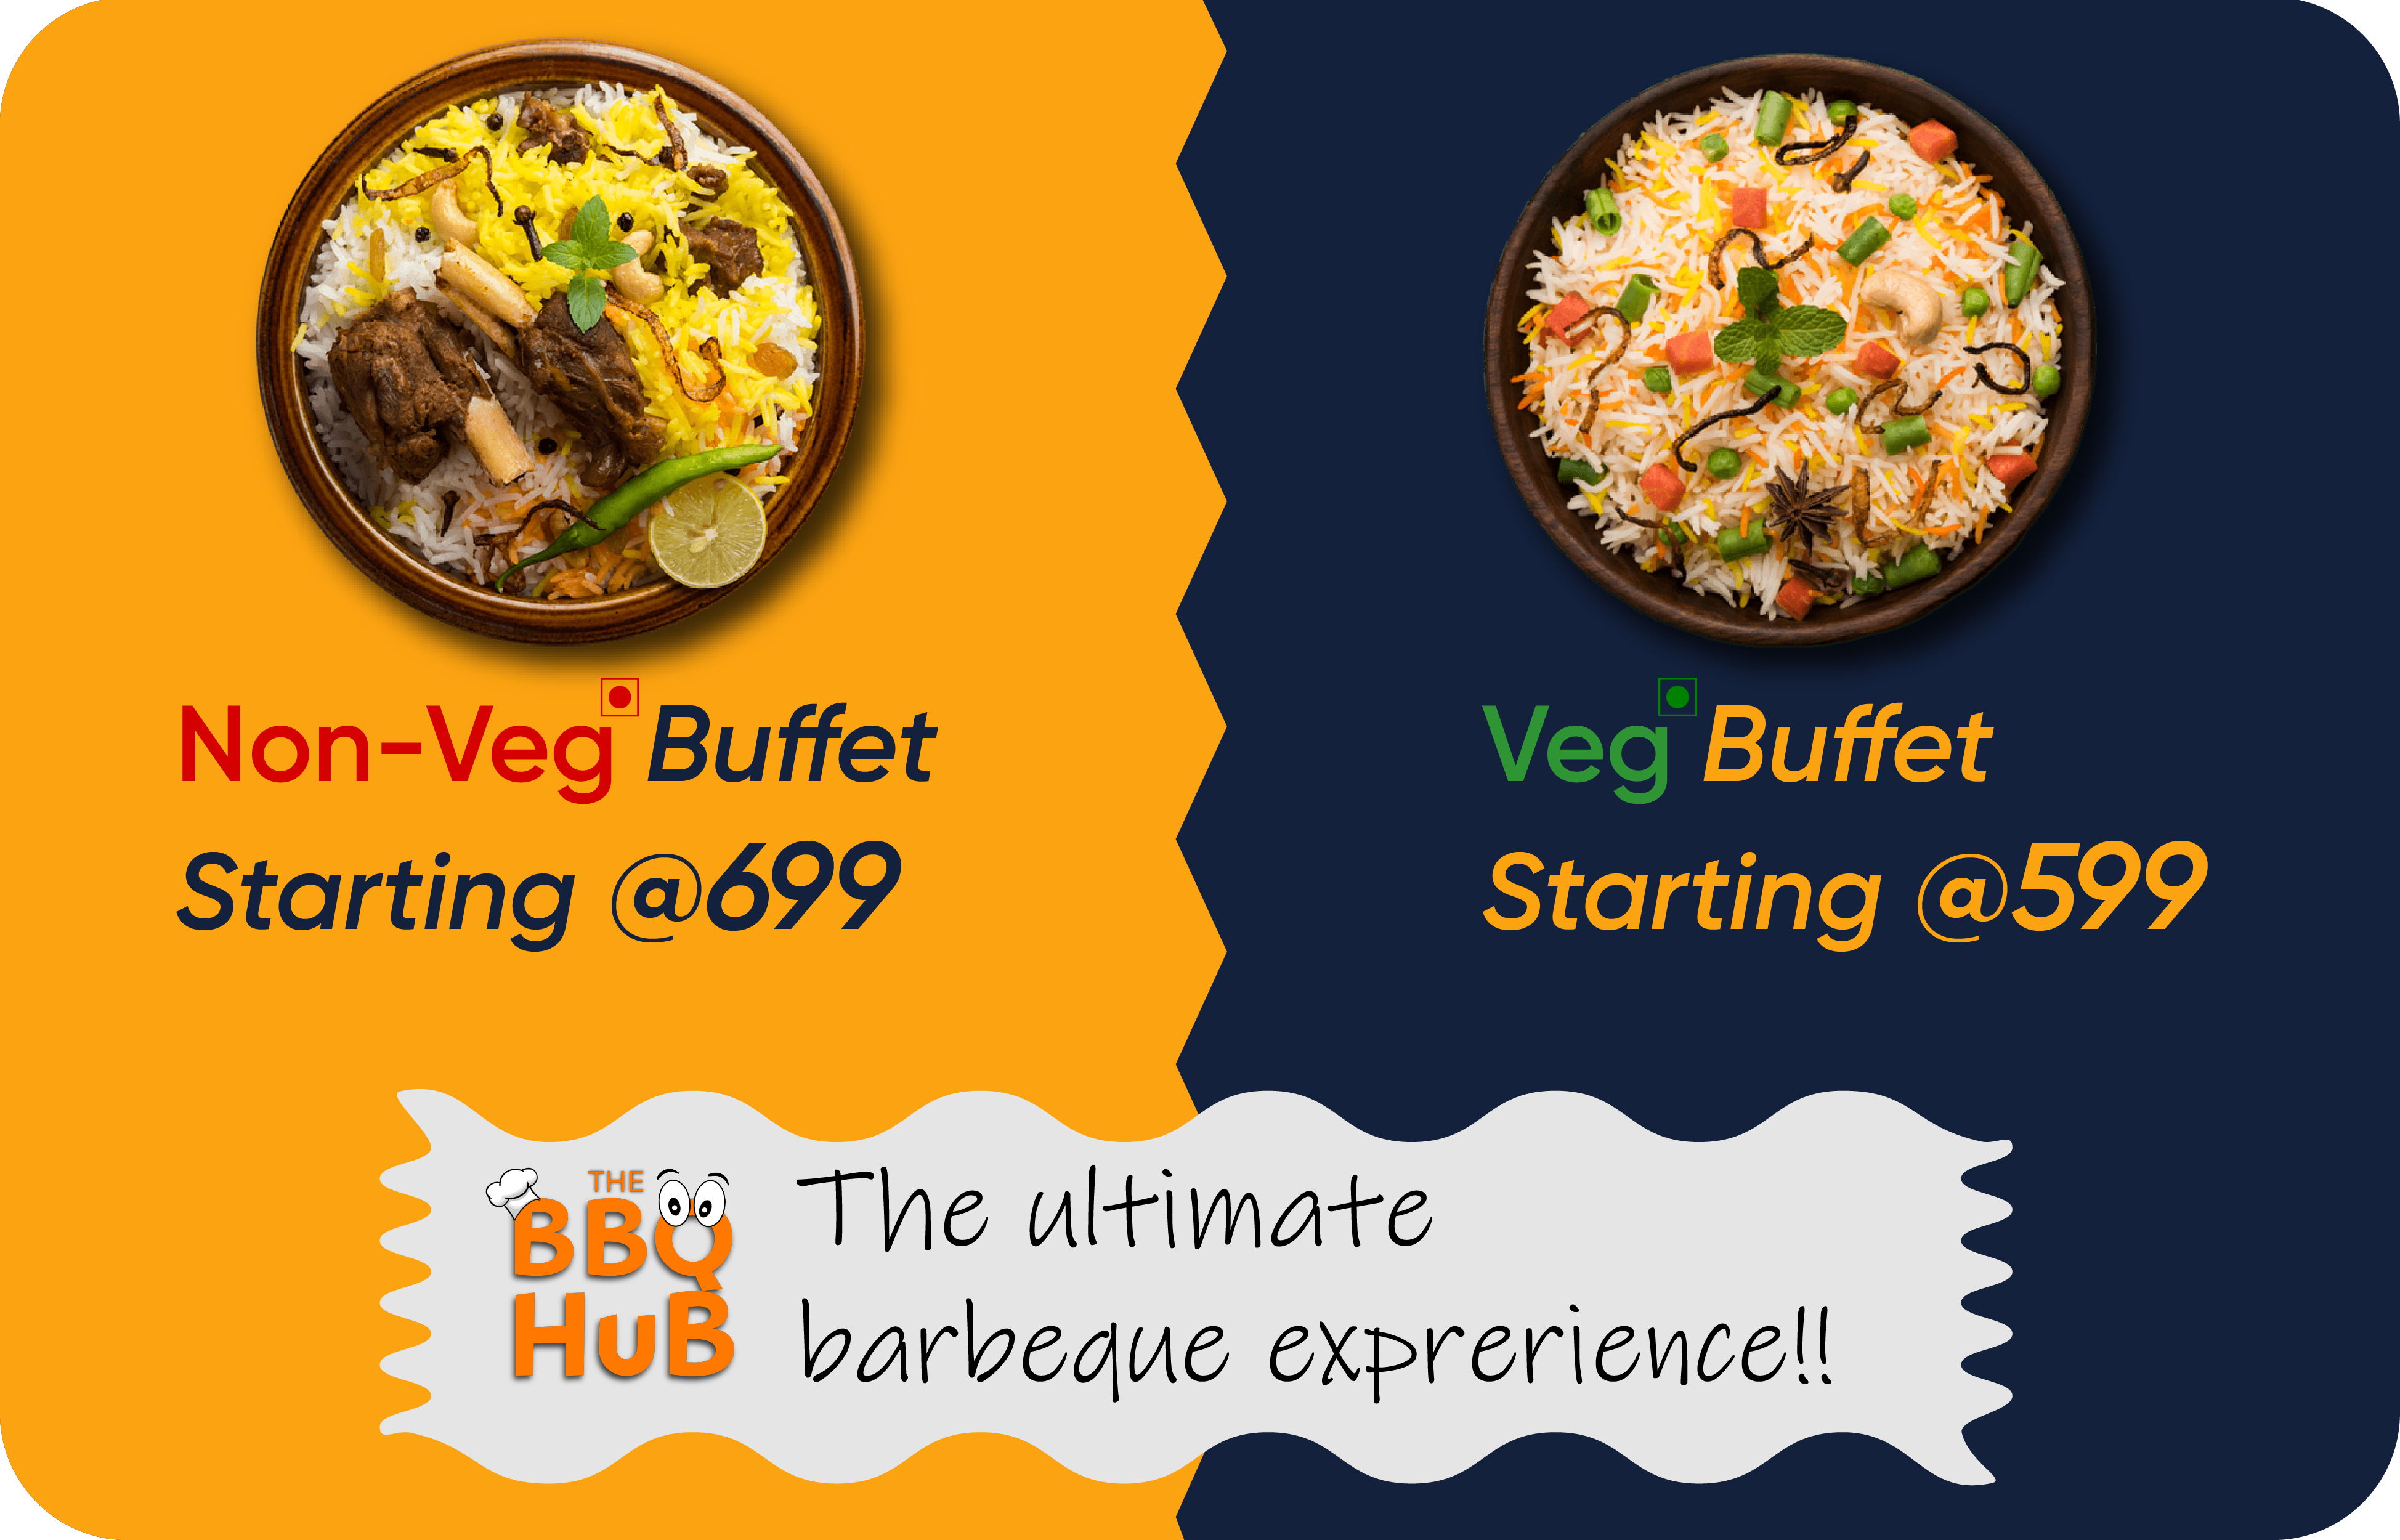 Non-Veg Buffet
Starting @699
Veg Buffet
Starting @599
THE
BBQ
HuB
The ultimate
barbeque exprerience!!